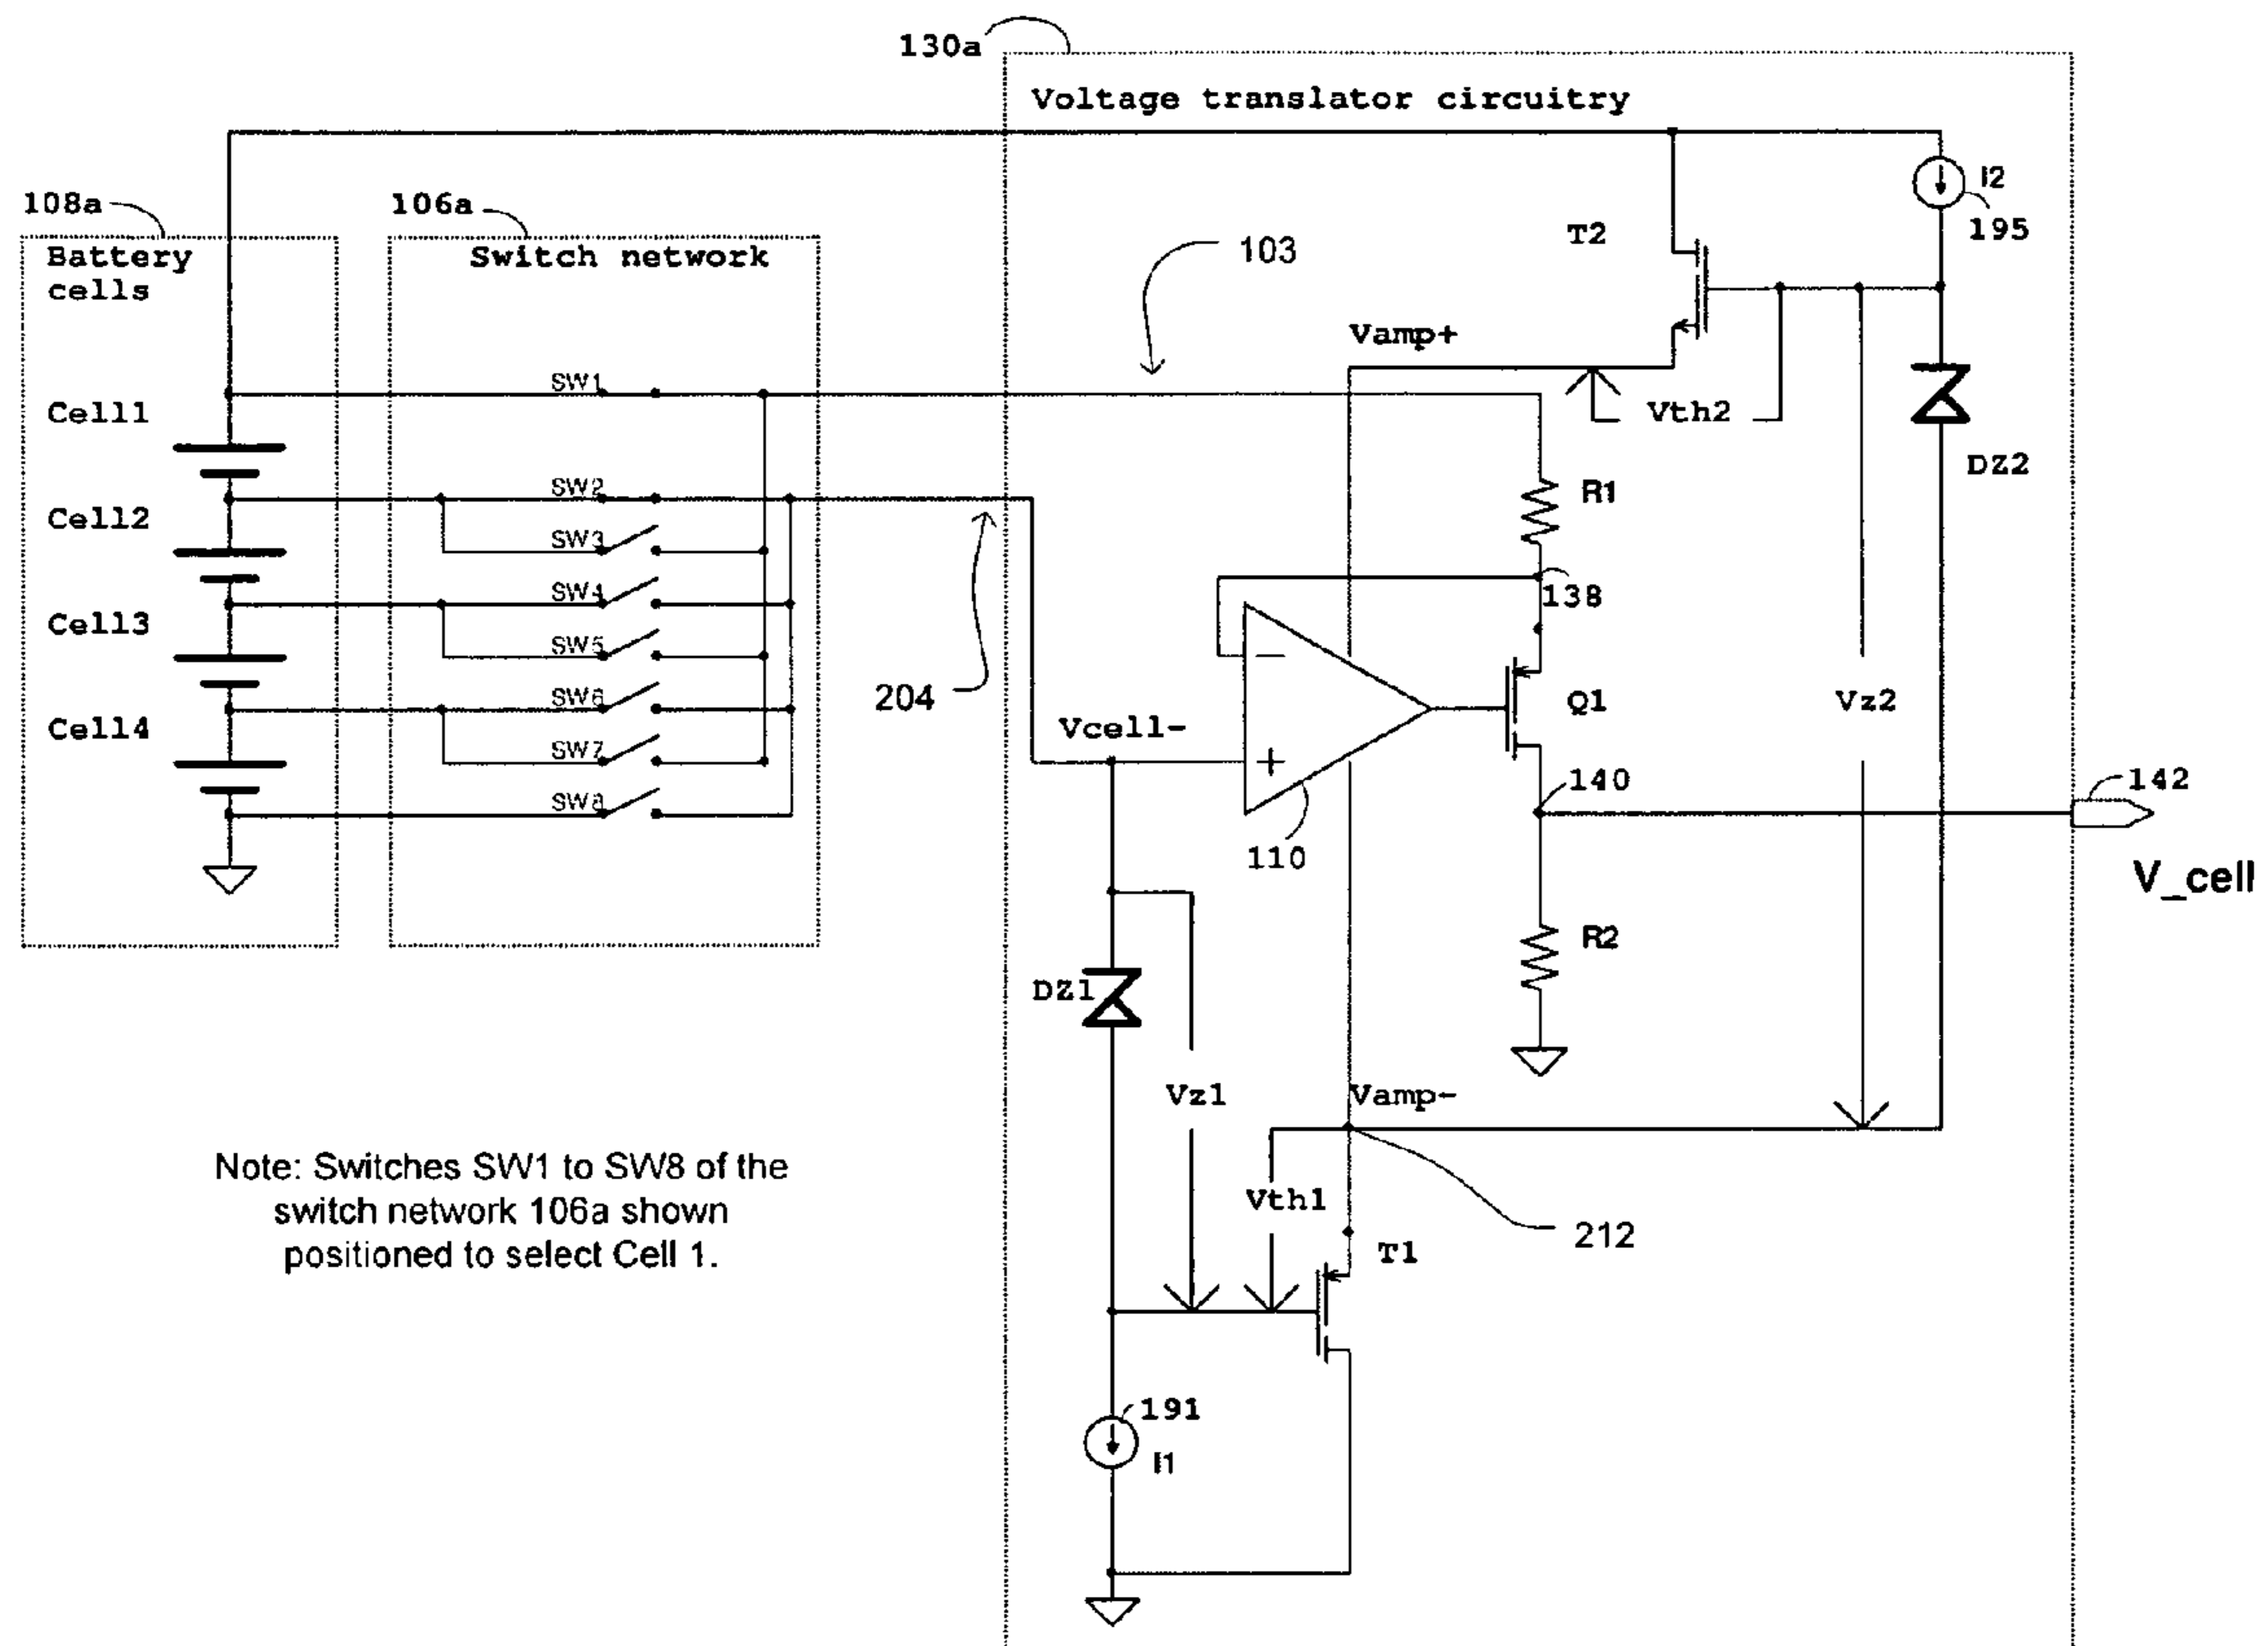 130a
Voltage translator circuitry
108a
106a
I2
195
T2
Battery
cells
Switch network
103
Vamp+
SW1
Cell1
Vth2
DZ2
SW2
R1
Cell2
SW3
138
SW4
Cell3
SW5
204
SW6
Q1
Vz2
Cell4
Vcell-
SW7
−
+
140
142
SW8
110
V_cell
R2
DZ1
Vz1
Vamp-
Note: Switches SW1 to SW8 of the
switch network 106a shown
positioned to select Cell 1.
Vth1
212
T1
191
I1